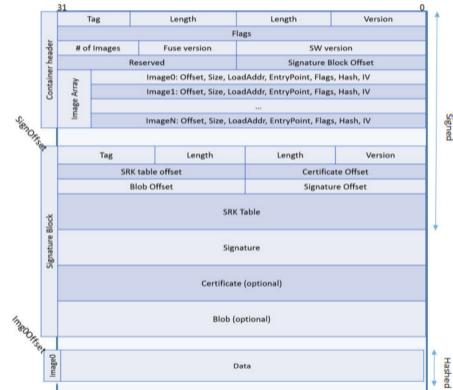 31 0
Tag Length Length Version
Flags
# of Images Fuse version SW version
Reserved Signature Block Offset
Image0: Offset, Size, LoadAddr, EntryPoint, Flags, Hash, IV
Image1: Offset, Size, LoadAddr, EntryPoint, Flags, Hash, IV
...
ImageN: Offset, Size, LoadAddr, EntryPoint, Flags, Hash, IV
Container header
Image Array
Signed
SignOffset
Tag Length Length Version
SRK table offset Certificate Offset
Blob Offset Signature Offset
SRK Table
Signature
Certificate (optional)
Blob (optional)
Signature Block
Img0Offset
Image0
Data
Hashed